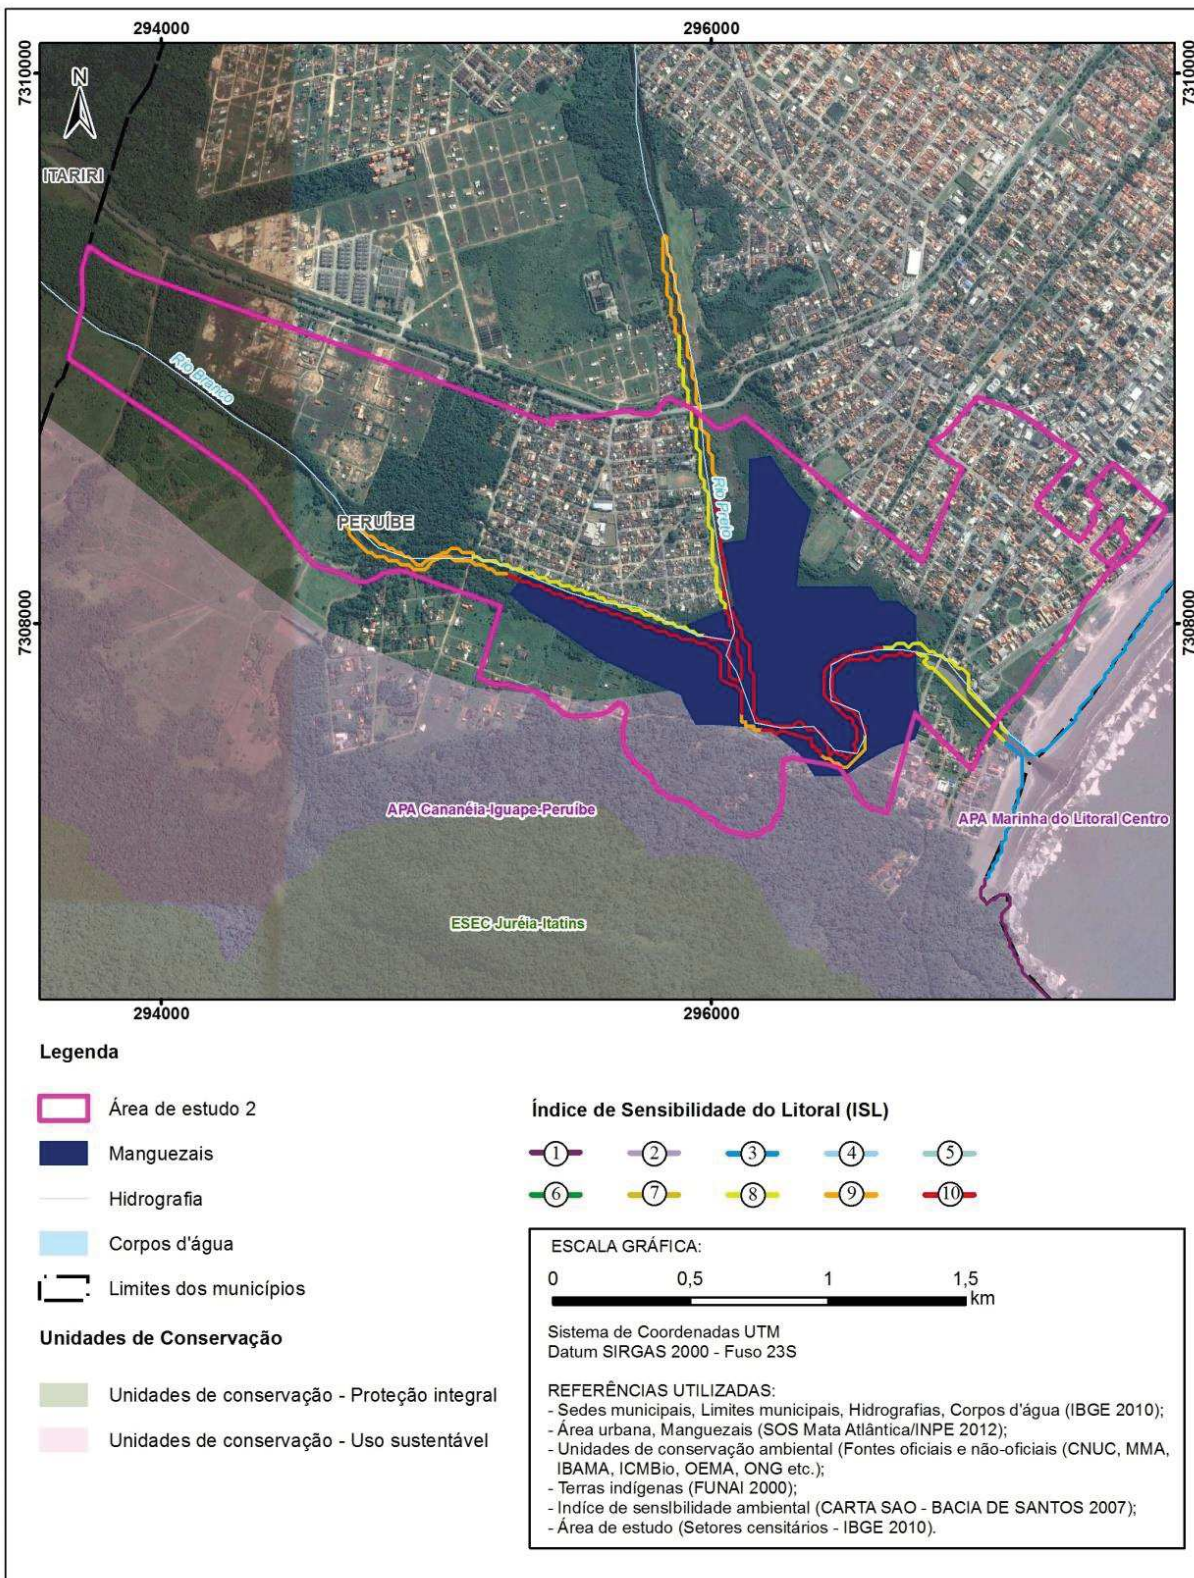 294000 296000
7310000 7310000
N
ITARIRI
Rio Branco
PERUÍBE
Rio Preto
7308000 7308000
APA Cananéia-Iguape-Peruíbe
APA Marinha do Litoral Centro
ESEC Juréia-Itatins
294000 296000
Legenda
Área de estudo 2
Manguezais
Hidrografia
Corpos d'água
Limites dos municípios
Unidades de Conservação
Unidades de conservação - Proteção integral
Unidades de conservação - Uso sustentável
Índice de Sensibilidade do Litoral (ISL)
1 2 3 4 5
6 7 8 9 10
ESCALA GRÁFICA:
0 0,5 1 1,5
km
Sistema de Coordenadas UTM
Datum SIRGAS 2000 - Fuso 23S
REFERÊNCIAS UTILIZADAS:
- Sedes municipais, Limites municipais, Hidrografias, Corpos d'água (IBGE 2010);
- Área urbana, Manguezais (SOS Mata Atlântica/INPE 2012);
- Unidades de conservação ambiental (Fontes oficiais e não-oficiais (CNUC, MMA,
IBAMA, ICMBio, OEMA, ONG etc.);
- Terras indígenas (FUNAI 2000);
- Indíce de sensIbilidade ambiental (CARTA SAO - BACIA DE SANTOS 2007);
- Área de estudo (Setores censitários - IBGE 2010).